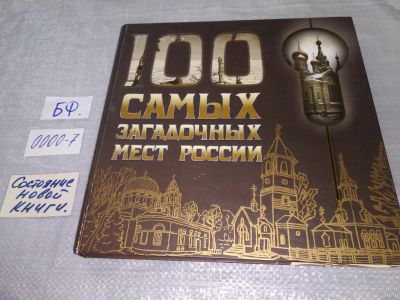 100
САМЫХ
ЗАГАДОЧНЫХ
МЕСТ РОССИИ
БФ.
0000-7
Состояние
новой
книги.